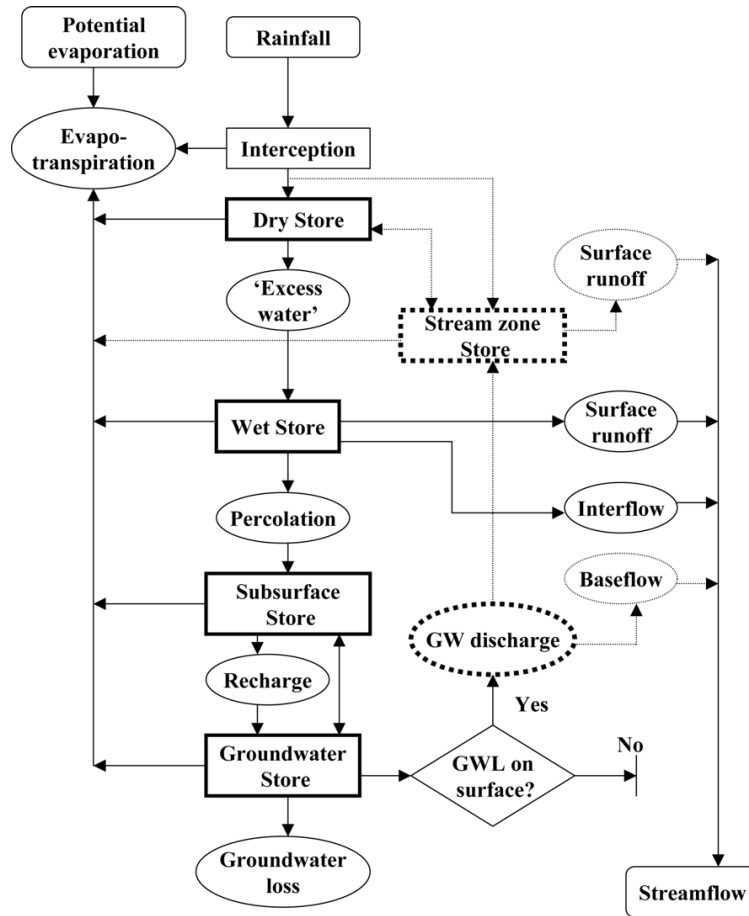 Potential
evaporation
Rainfall
Evapo-
transpiration
Interception
Dry Store
Surface
runoff
‘Excess
water’
Stream zone
Store
Wet Store
Surface
runoff
Percolation
Interflow
Baseflow
Subsurface
Store
GW discharge
Recharge
Yes
No
Groundwater
Store
GWL on
surface?
Groundwater
loss
Streamflow